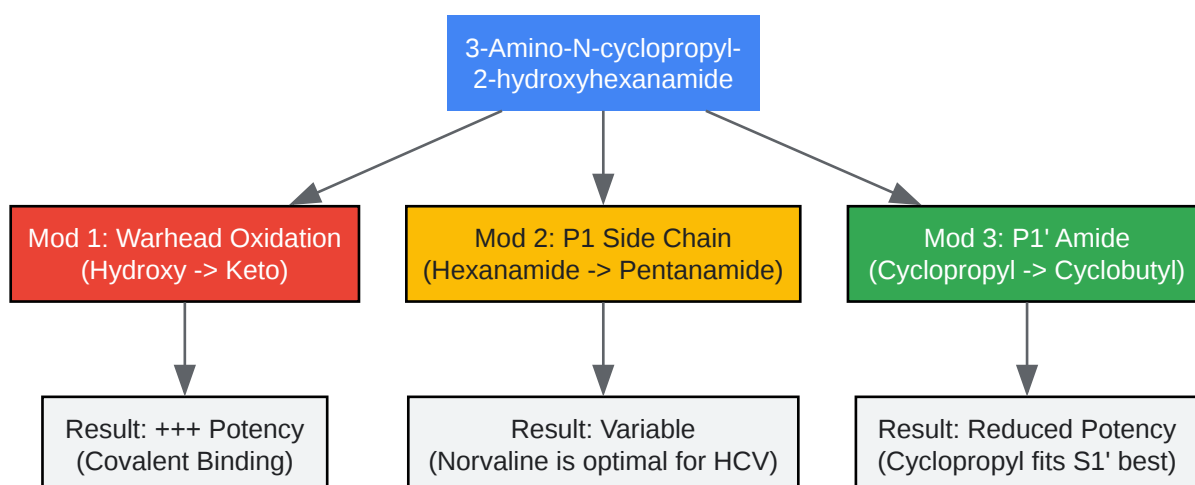 3-Amino-N-cyclopropyl-
2-hydroxyhexanamide
Mod 1: Warhead Oxidation
(Hydroxy -> Keto)
Mod 2: P1 Side Chain
(Hexanamide -> Pentanamide)
Mod 3: P1' Amide
(Cyclopropyl -> Cyclobutyl)
Result: +++ Potency
(Covalent Binding)
Result: Variable
(Norvaline is optimal for HCV)
Result: Reduced Potency
(Cyclopropyl fits S1' best)